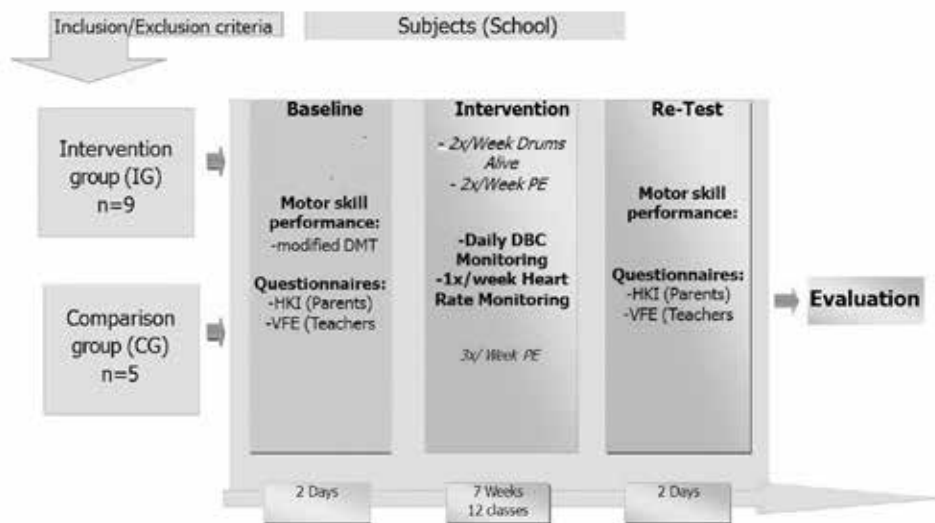 Inclusion/Exclusion criteria
Subjects (School)
Intervention
group (IG)
n=9
Comparison
group (CG)
n=5
Baseline
Motor skill
performance:
-modified DMT
Questionnaires:
-HKI (Parents)
-VFE (Teachers
Intervention
- 2x/Week Drums
Alive
- 2x/Week PE
-Daily DBC
Monitoring
-1x/week Heart
Rate Monitoring
3x/ Week PE
Re-Test
Motor skill
performance:
Questionnaires:
-HKI (Parents)
-VFE (Teachers
Evaluation
2 Days
7 Weeks
12 classes
2 Days